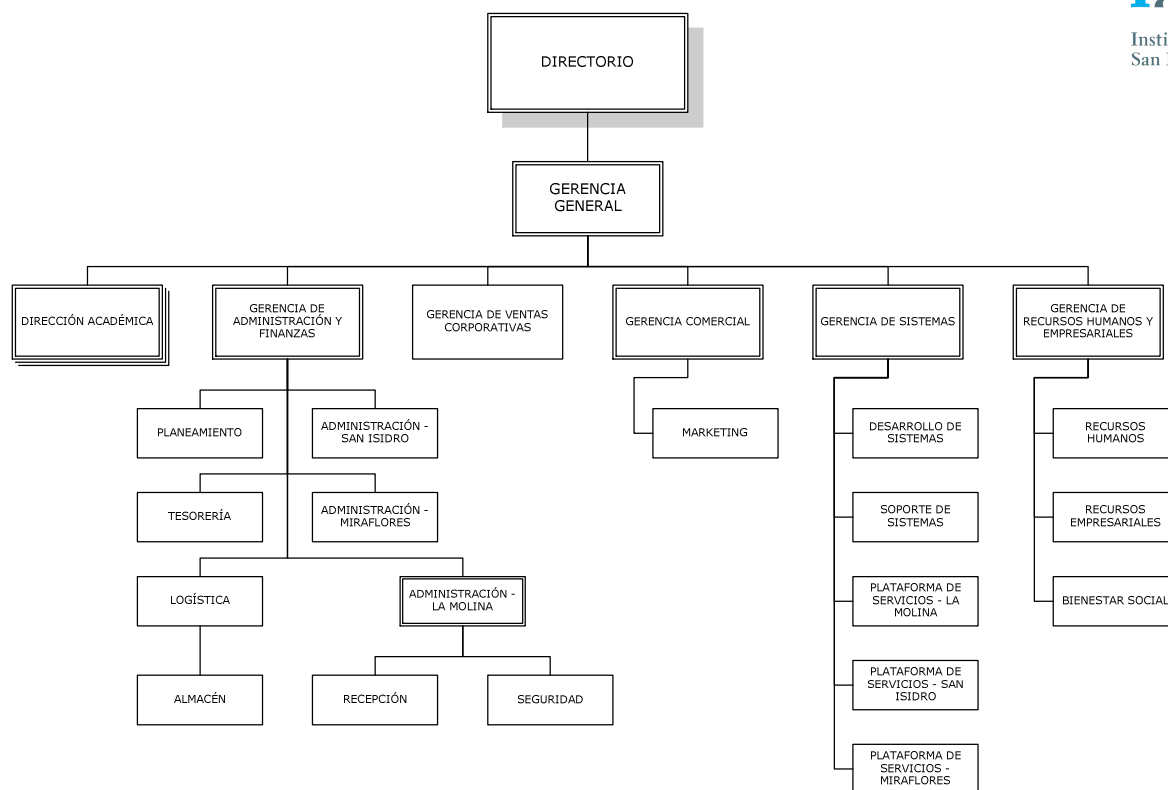 Insti
San
DIRECTORIO
GERENCIA
GENERAL
DIRECCIÓN ACADÉMICA
GERENCIA DE
ADMINISTRACIÓN Y
FINANZAS
GERENCIA DE VENTAS
CORPORATIVAS
GERENCIA COMERCIAL
GERENCIA DE SISTEMAS
GERENCIA DE
RECURSOS HUMANOS Y
EMPRESARIALES
PLANEAMIENTO
ADMINISTRACIÓN -
SAN ISIDRO
MARKETING
DESARROLLO DE
SISTEMAS
RECURSOS
HUMANOS
TESORERÍA
ADMINISTRACIÓN -
MIRAFLORES
SOPORTE DE
SISTEMAS
RECURSOS
EMPRESARIALES
LOGÍSTICA
ADMINISTRACIÓN -
LA MOLINA
PLATAFORMA DE
SERVICIOS - LA
MOLINA
BIENESTAR SOCIAL
ALMACÉN
RECEPCIÓN
SEGURIDAD
PLATAFORMA DE
SERVICIOS - SAN
ISIDRO
PLATAFORMA DE
SERVICIOS -
MIRAFLORES